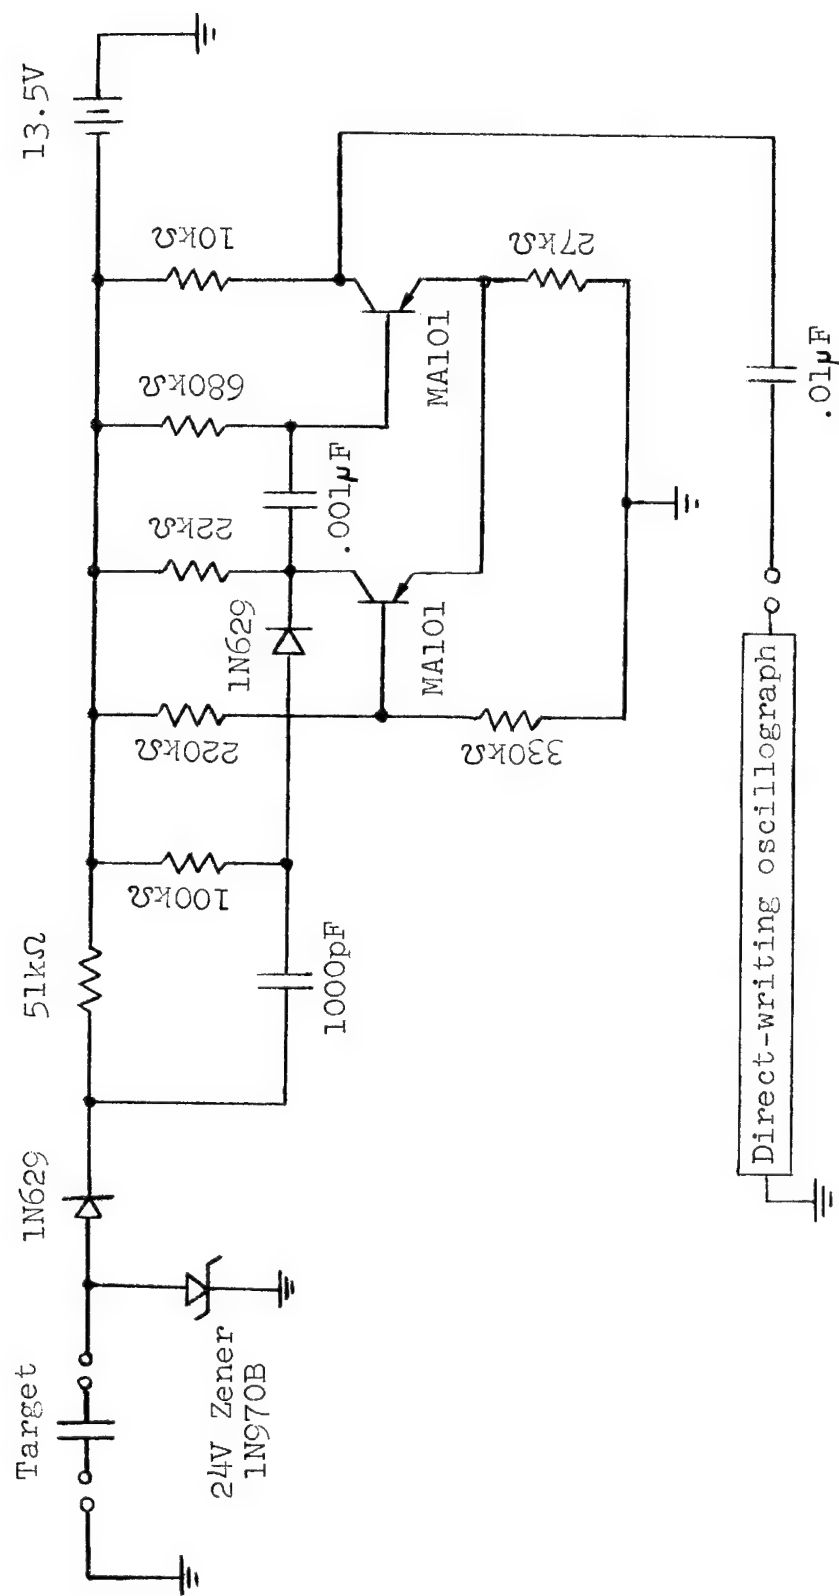 Target
24V Zener
1N970B
1N629
51kΩ
1000pF
100kΩ
220kΩ
330kΩ
1N629
22kΩ
.001μF
680kΩ
10kΩ
13.5V
MA101
MA101
27kΩ
.01μF
Direct-writing oscillograph